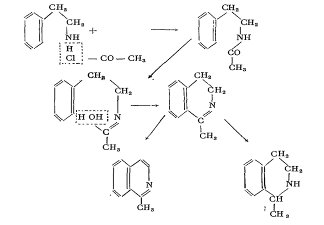 CH₂
CH₂
NH
+
H
Cl
— CO — CH₃
CH₂
CH₂
NH
CO
CH₃
CH₂
CH₂
N
H OH
C
CH₃
CH₂
CH₂
N
C
CH₃
N
CH₃
CH₂
CH₂
NH
CH
CH₃